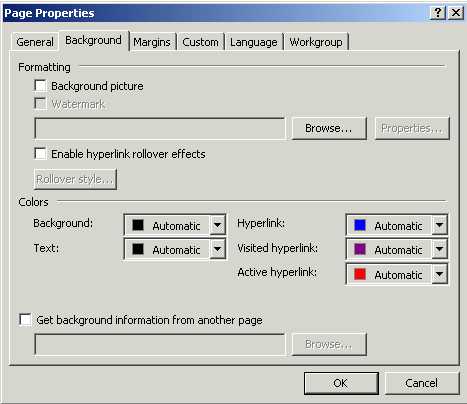 Page Properties
General Background Margins Custom Language Workgroup
Formatting
Background picture
Watermark
Browse... Properties...
Enable hyperlink rollover effects
Rollover style...
Colors
Background: Automatic Hyperlink: Automatic
Text: Automatic Visited hyperlink: Automatic
Active hyperlink: Automatic
Get background information from another page
Browse...
OK Cancel